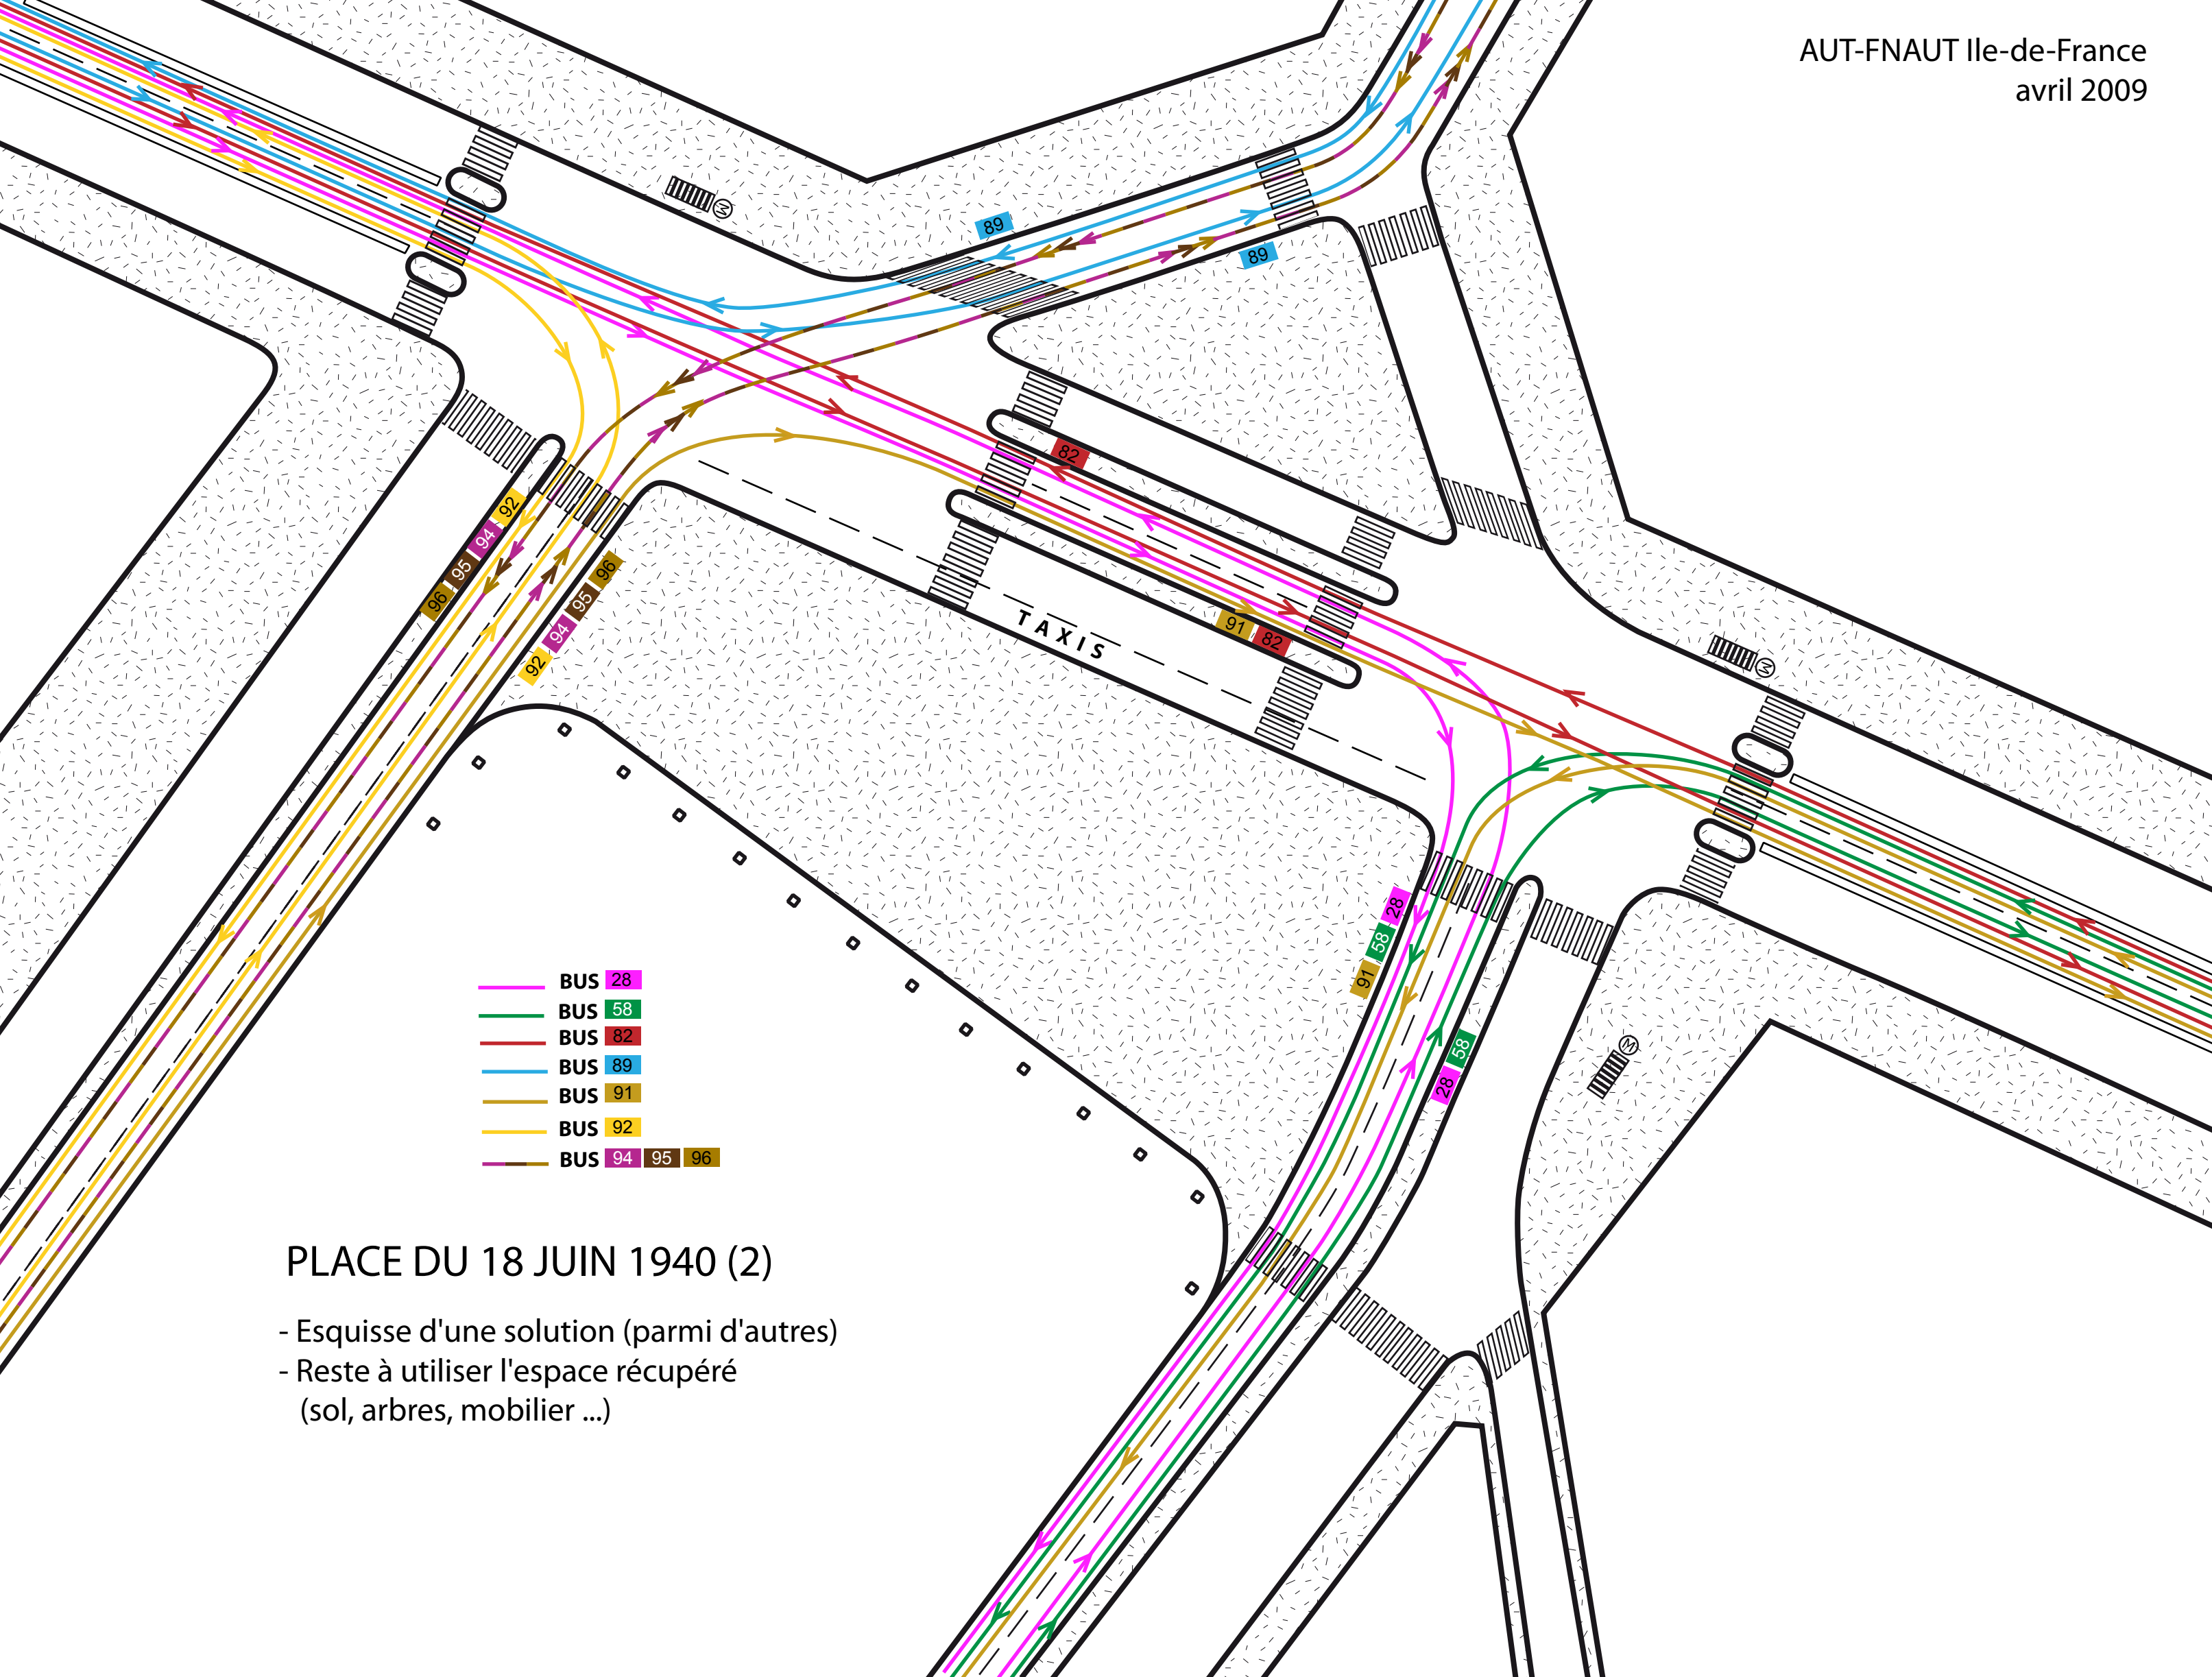 AUT-FNAUT Ile-de-France
avril 2009
M
89
89
82
92
94
95
96
96
95
94
92
TAXIS
91 82
M
28
58
91
58
28
M
BUS 28
BUS 58
BUS 82
BUS 89
BUS 91
BUS 92
BUS 94 95 96
PLACE DU 18 JUIN 1940 (2)
- Esquisse d'une solution (parmi d'autres)
- Reste à utiliser l'espace récupéré
(sol, arbres, mobilier ...)